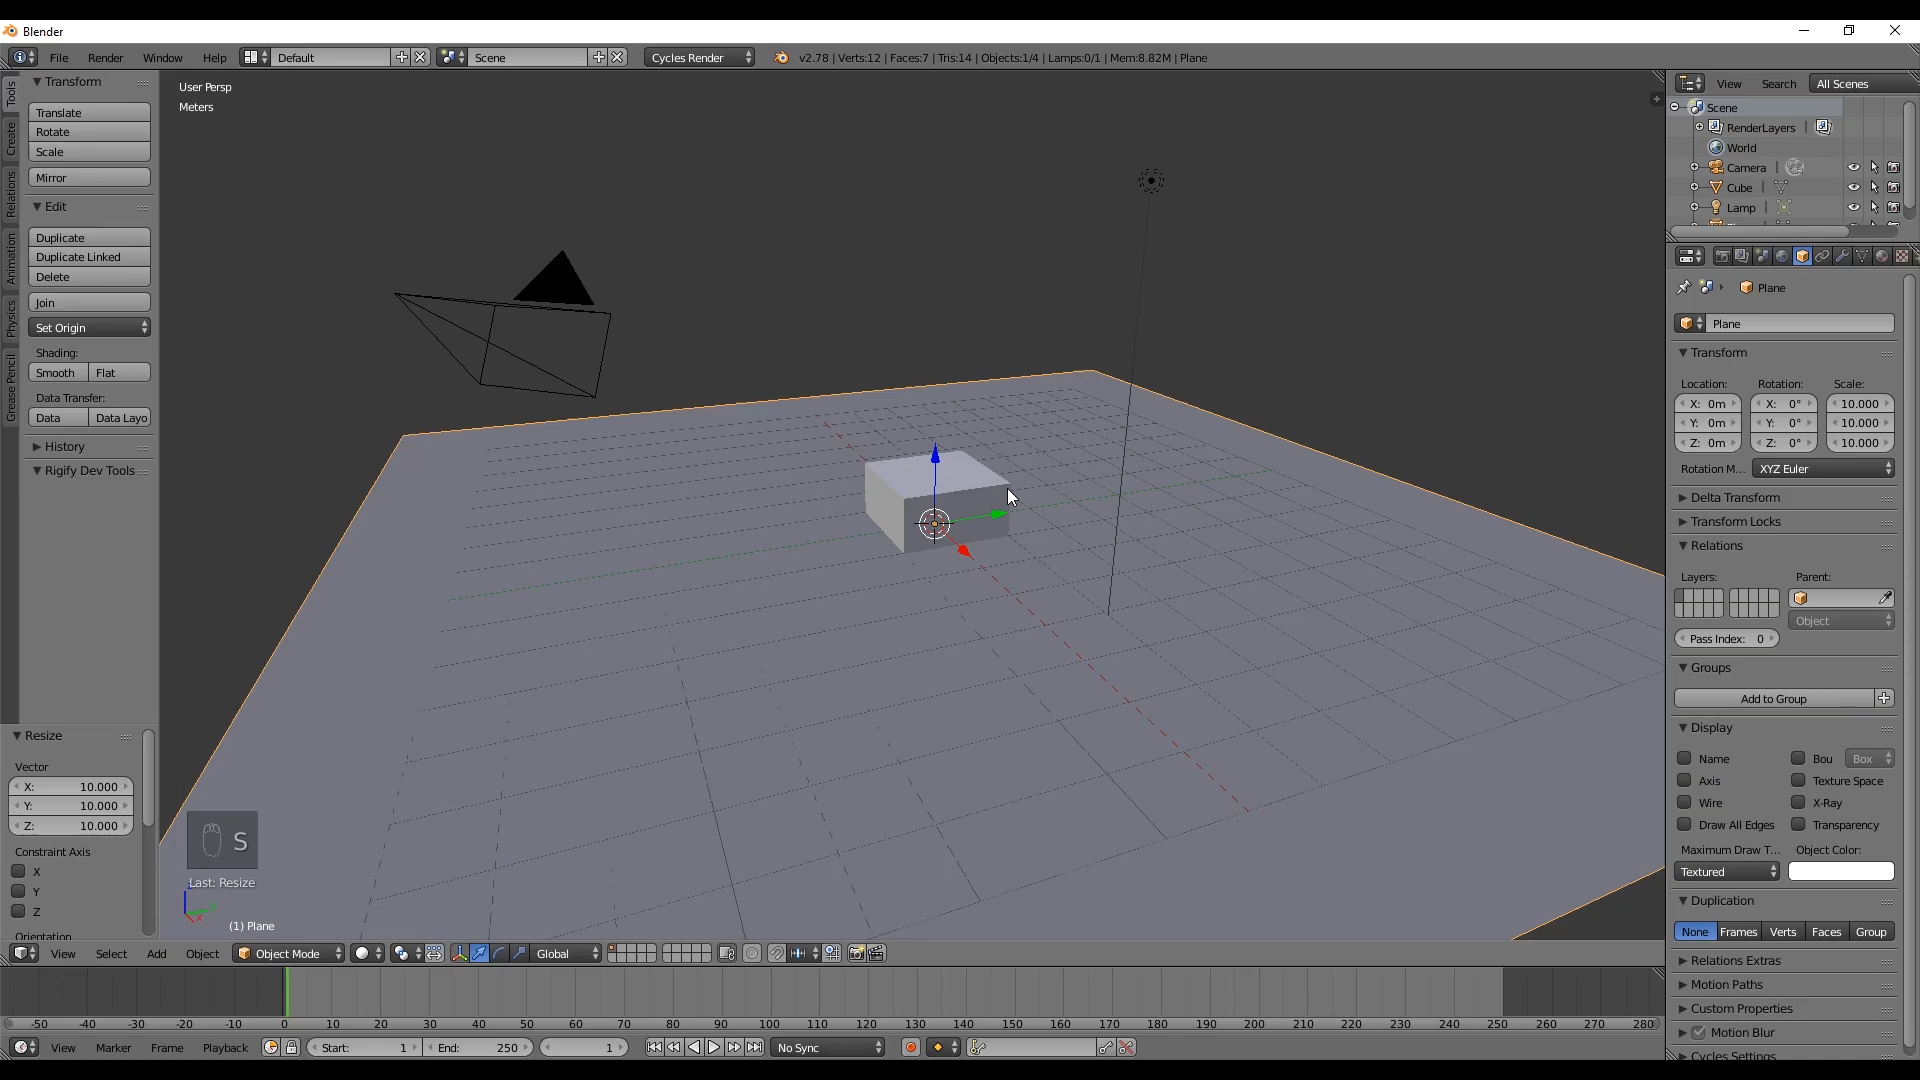 Blender
File Render Window Help Default Scene Cycles Render v2.78 | Verts:12 | Faces:7 | Tris:14 | Objects:1/4 | Lamps:0/1 | Mem:8.82M | Plane
Tools
Create
Relations
Animation
Physics
Grease Pencil
Transform
Translate
Rotate
Scale
Mirror
Edit
Duplicate
Duplicate Linked
Delete
Join
Set Origin
Shading:
Smooth Flat
Data Transfer:
Data Data Layo
History
Rigify Dev Tools
Resize
Vector
X: 10.000
Y: 10.000
Z: 10.000
Constraint Axis
X
Y
Z
Orientation
User Persp
Meters
S
Last: Resize
(1) Plane
View Select Add Object Object Mode Global
-50 -40 -30 -20 -10 0 10 20 30 40 50 60 70 80 90 100 110 120 130 140 150 160 170 180 190 200 210 220 230 240 250 260 270 280
View Marker Frame Playback Start: 1 End: 250 1 No Sync
View Search All Scenes
Scene
RenderLayers |
World
Camera |
Cube |
Lamp |
Plane
Plane
Transform
Location: Rotation: Scale:
X: 0m X: 0° 10.000
Y: 0m Y: 0° 10.000
Z: 0m Z: 0° 10.000
Rotation M... XYZ Euler
Delta Transform
Transform Locks
Relations
Layers: Parent:
Object
Pass Index: 0
Groups
Add to Group
Display
Name Bou Box
Axis Texture Space
Wire X-Ray
Draw All Edges Transparency
Maximum Draw T... Object Color:
Textured
Duplication
None Frames Verts Faces Group
Relations Extras
Motion Paths
Custom Properties
Motion Blur
Cycles Settings